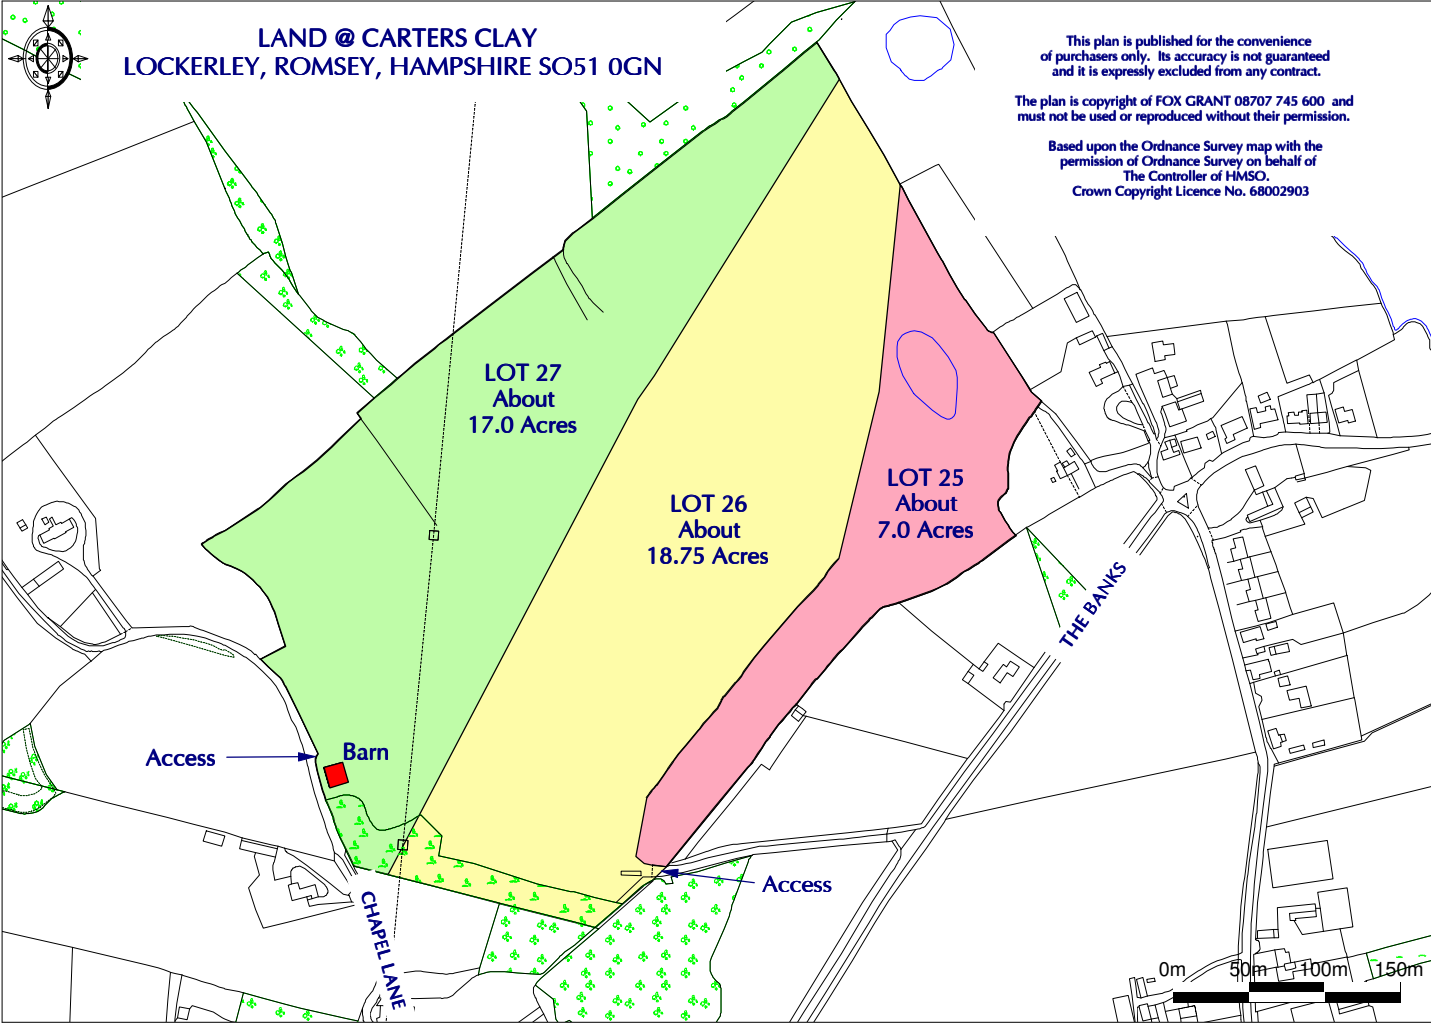 LAND @ CARTERS CLAY
LOCKERLEY, ROMSEY, HAMPSHIRE SO51 0GN
This plan is published for the convenience
of purchasers only. Its accuracy is not guaranteed
and it is expressly excluded from any contract.
The plan is copyright of FOX GRANT 08707 745 600 and
must not be used or reproduced without their permission.
Based upon the Ordnance Survey map with the
permission of Ordnance Survey on behalf of
The Controller of HMSO.
Crown Copyright Licence No. 68002903
LOT 27
About
17.0 Acres
LOT 26
About
18.75 Acres
LOT 25
About
7.0 Acres
THE BANKS
Access
Barn
Access
CHAPEL LANE
0m 50m 100m 150m